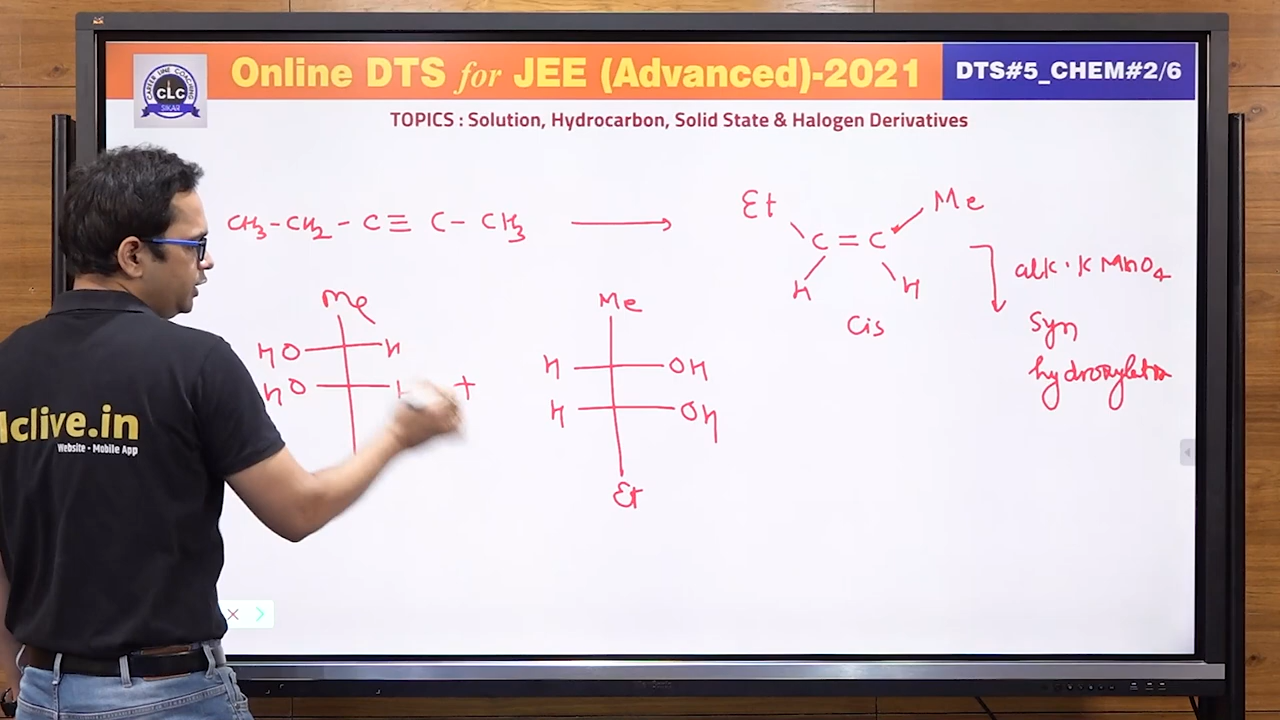 Online DTS for JEE (Advanced)-2021
DTS#5_CHEM#2/6
CAREER LINE COACHING
CLC
SIKAR
TOPICS : Solution, Hydrocarbon, Solid State & Halogen Derivatives
CH3-CH2-C≡C-CH3
Et
Me
C=C
H
H
cis
alk. KMnO4
syn
hydroxylation
Me
HO
H
HO
H
+
Me
H
OH
H
OH
Et
clive.in
Website • Mobile App